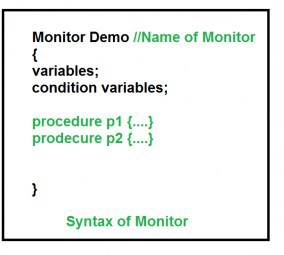 Monitor Demo //Name of Monitor
{
variables;
condition variables;
procedure p1 {....}
prodecure p2 {....}
}
Syntax of Monitor